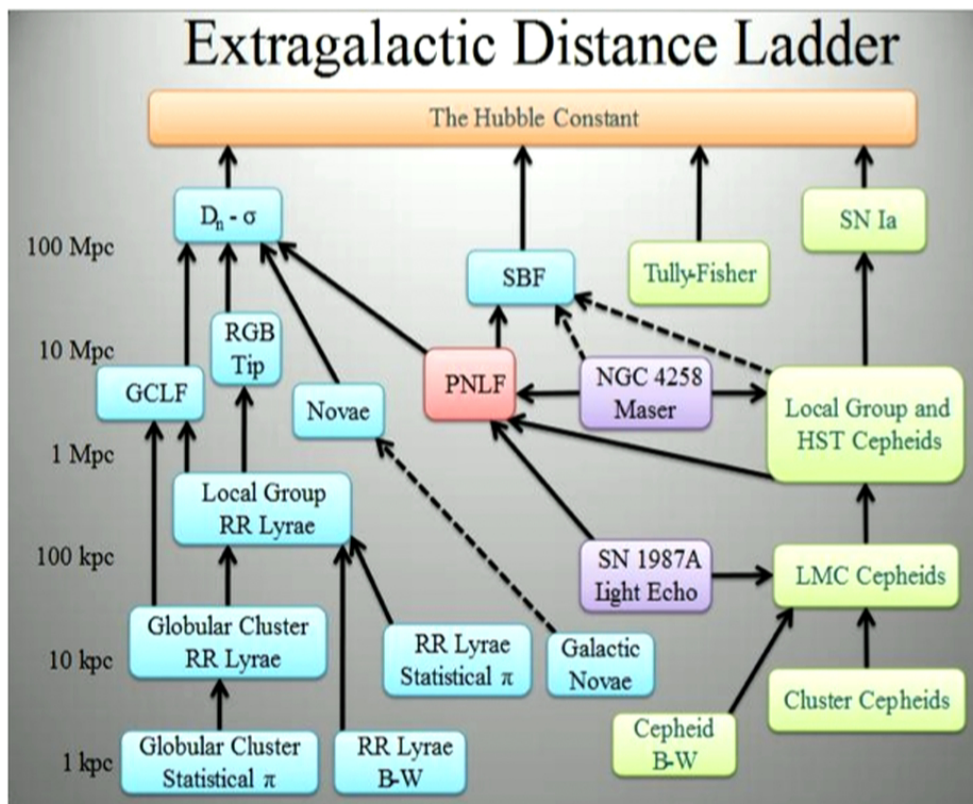 Extragalactic Distance Ladder
The Hubble Constant
Dn - σ
SN Ia
100 Mpc
SBF
Tully-Fisher
RGB
Tip
10 Mpc
GCLF
Novae
PNLF
NGC 4258
Maser
Local Group and
HST Cepheids
1 Mpc
Local Group
RR Lyrae
100 kpc
SN 1987A
Light Echo
LMC Cepheids
Globular Cluster
RR Lyrae
10 kpc
RR Lyrae
Statistical π
Galactic
Novae
Cluster Cepheids
Cepheid
B-W
1 kpc
Globular Cluster
Statistical π
RR Lyrae
B-W